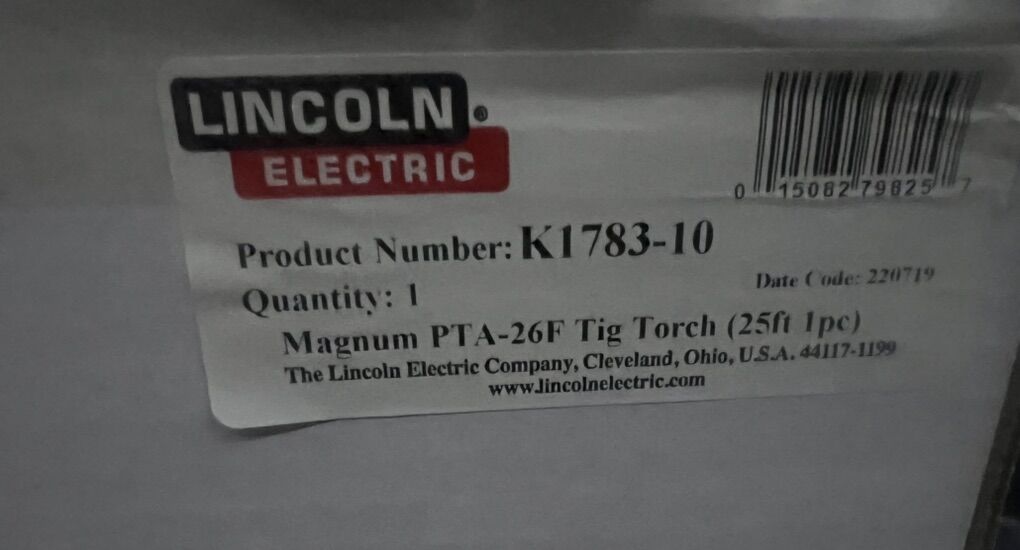 LINCOLN ®
ELECTRIC
0 15082 79825 7
Product Number: K1783-10
Date Code: 220719
Quantity: 1
Magnum PTA-26F Tig Torch (25ft 1pc)
The Lincoln Electric Company, Cleveland, Ohio, U.S.A. 44117-1199
www.lincolnelectric.com